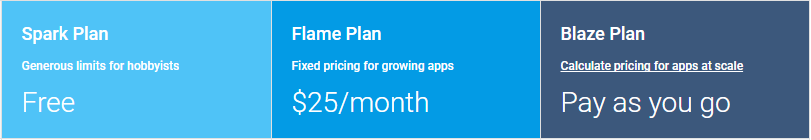 Spark Plan
Generous limits for hobbyists
Free
Flame Plan
Fixed pricing for growing apps
$25/month
Blaze Plan
Calculate pricing for apps at scale
Pay as you go